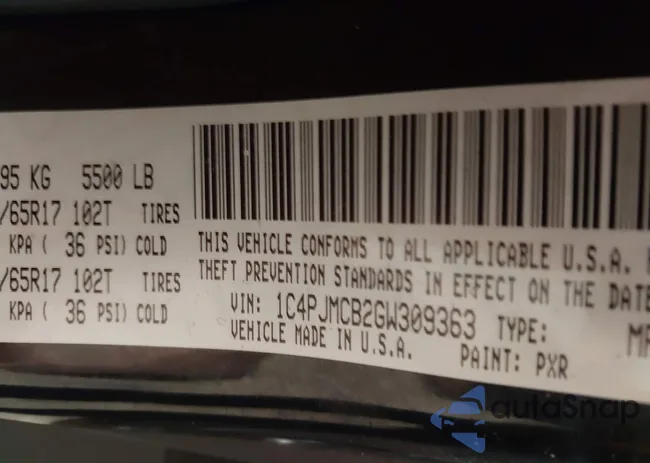 95 KG 5500 LB
/65R17 102T TIRES
KPA ( 36 PSI) COLD
/65R17 102T TIRES
KPA ( 36 PSI) COLD
THIS VEHICLE CONFORMS TO ALL APPLICABLE U.S.A.
THEFT PREVENTION STANDARDS IN EFFECT ON THE DATE
VIN: 1C4PJMCB2GW309363 TYPE: MP
VEHICLE MADE IN U.S.A. PAINT: PXR
autoSnap